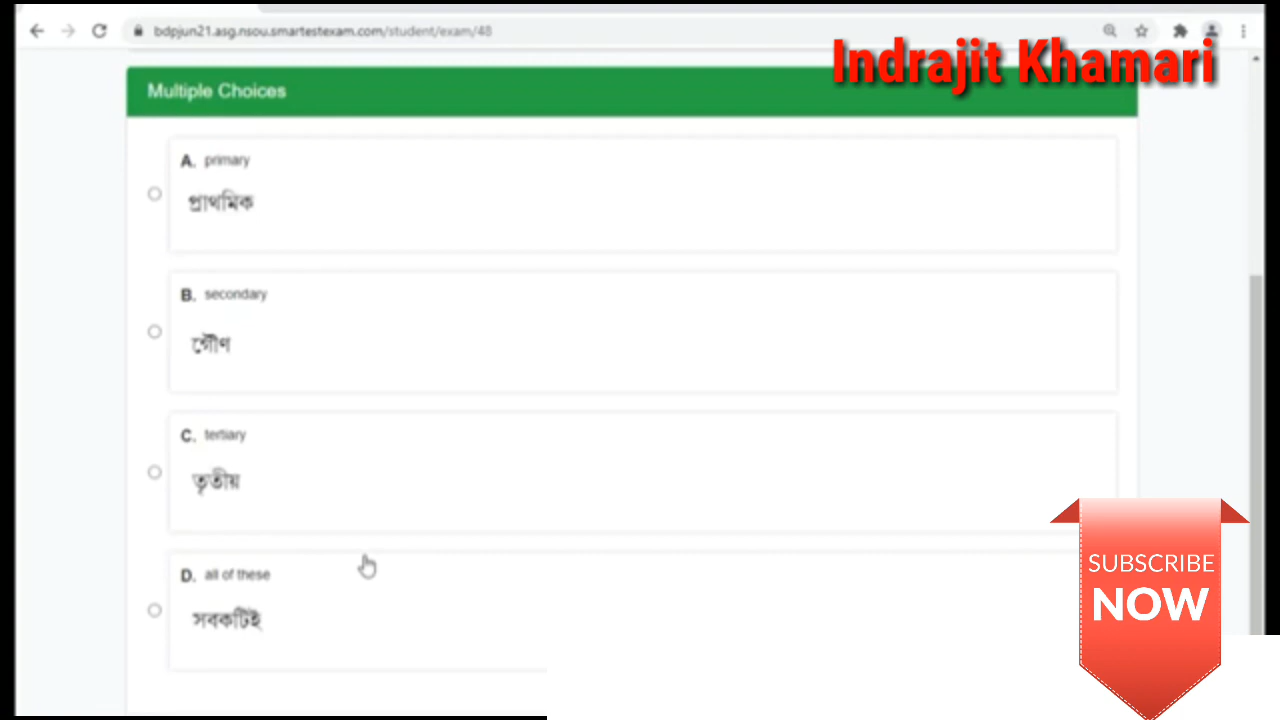 bdpjun21.asg.nsou.smartestexam.com/student/exam/48
Indrajit Khamari
Multiple Choices
A. primary
প্রাথমিক
B. secondary
গৌণ
C. tertiary
তৃতীয়
D. all of these
সবকটিই
SUBSCRIBE
NOW